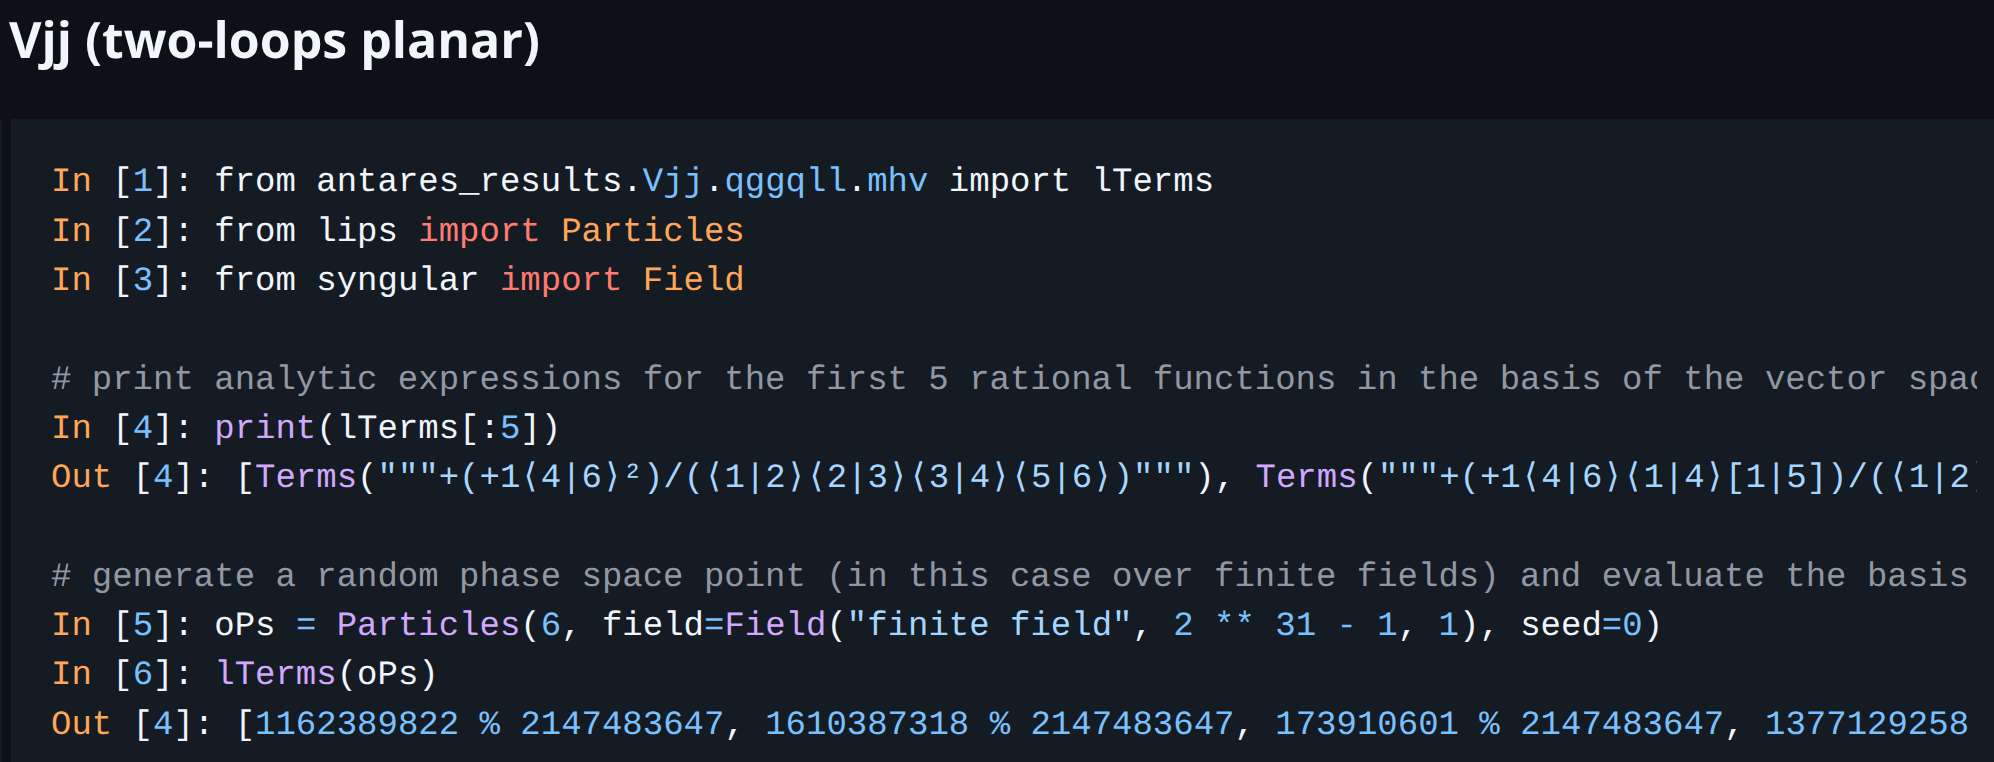 Vjj (two-loops planar)
In [1]: from antares_results.Vjj.qggqll.mhv import lTerms
In [2]: from lips import Particles
In [3]: from syngular import Field
# print analytic expressions for the first 5 rational functions in the basis of the vector
In [4]: print(lTerms[:5])
Out [4]: [Terms("""+(+1⟨4|6⟩²)/(⟨1|2⟩⟨2|3⟩⟨3|4⟩⟨5|6⟩)"""), Terms("""+(+1⟨4|6⟩⟨1|4⟩[1|5])/(⟨1|2⟩
# generate a random phase space point (in this case over finite fields) and evaluate the basis
In [5]: oPs = Particles(6, field=Field("finite field", 2 ** 31 - 1, 1), seed=0)
In [6]: lTerms(oPs)
Out [4]: [1162389822 % 2147483647, 1610387318 % 2147483647, 173910601 % 2147483647, 1377129258